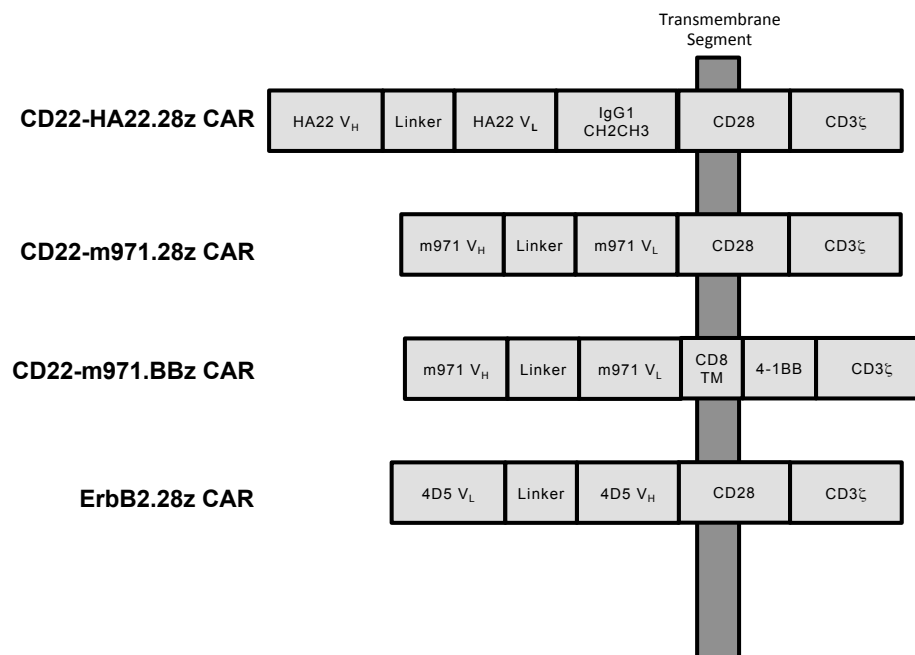 Transmembrane
Segment
CD22-HA22.28z CAR
HA22 VH
Linker
HA22 VL
IgG1
CH2CH3
CD28
CD3ζ
CD22-m971.28z CAR
m971 VH
Linker
m971 VL
CD28
CD3ζ
CD22-m971.BBz CAR
m971 VH
Linker
m971 VL
CD8
TM
4-1BB
CD3ζ
ErbB2.28z CAR
4D5 VL
Linker
4D5 VH
CD28
CD3ζ